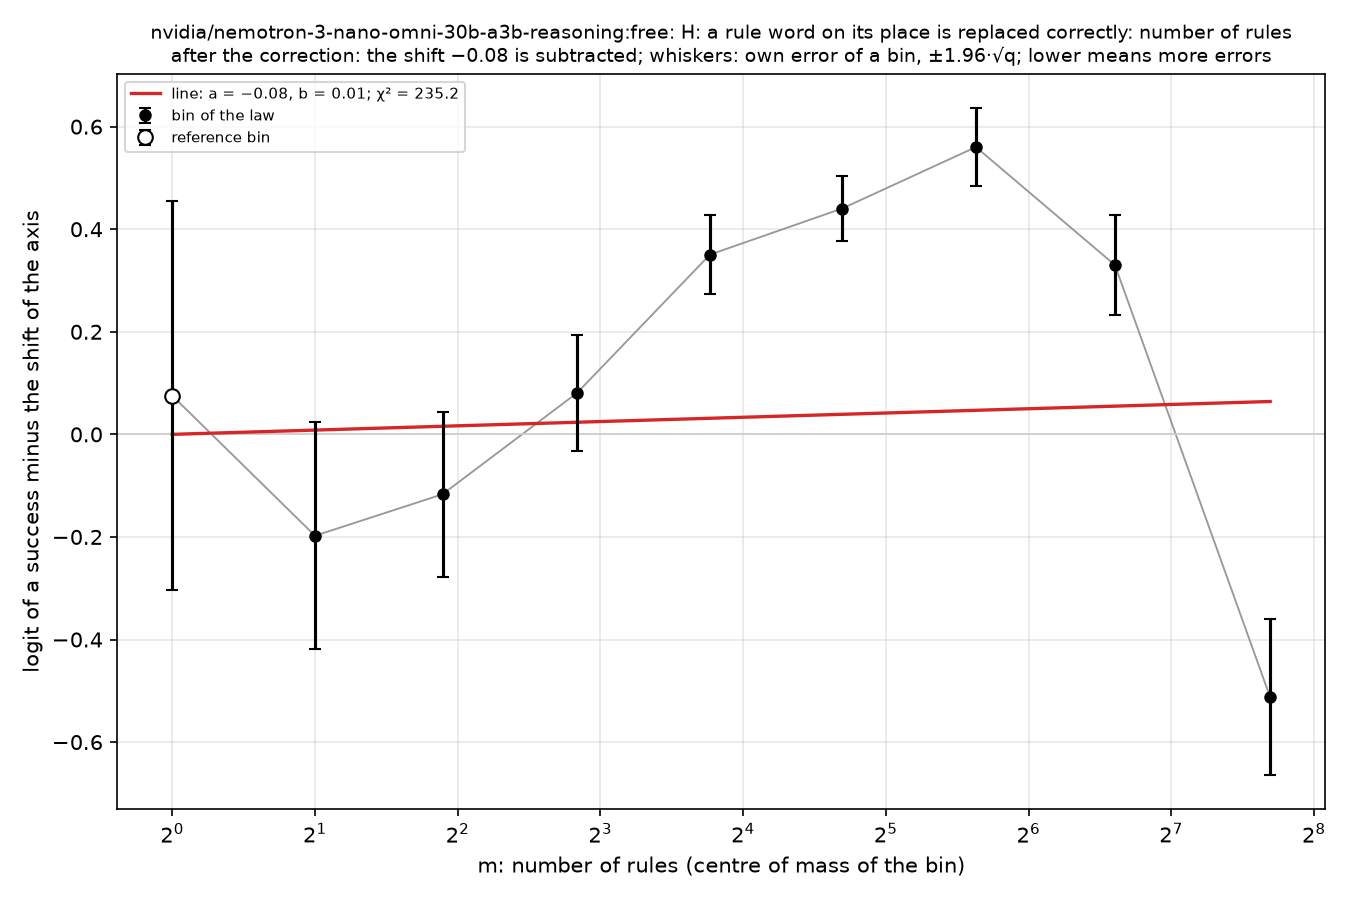 nvidia/nemotron-3-nano-omni-30b-a3b-reasoning:free: H: a rule word on its place is replaced correctly: number of rules
after the correction: the shift −0.08 is subtracted; whiskers: own error of a bin, ±1.96·√q; lower means more errors
line: a = −0.08, b = 0.01; χ² = 235.2
bin of the law
reference bin
logit of a success minus the shift of the axis
0.6
0.4
0.2
0.0
−0.2
−0.4
−0.6
2⁰ 2¹ 2² 2³ 2⁴ 2⁵ 2⁶ 2⁷ 2⁸
m: number of rules (centre of mass of the bin)